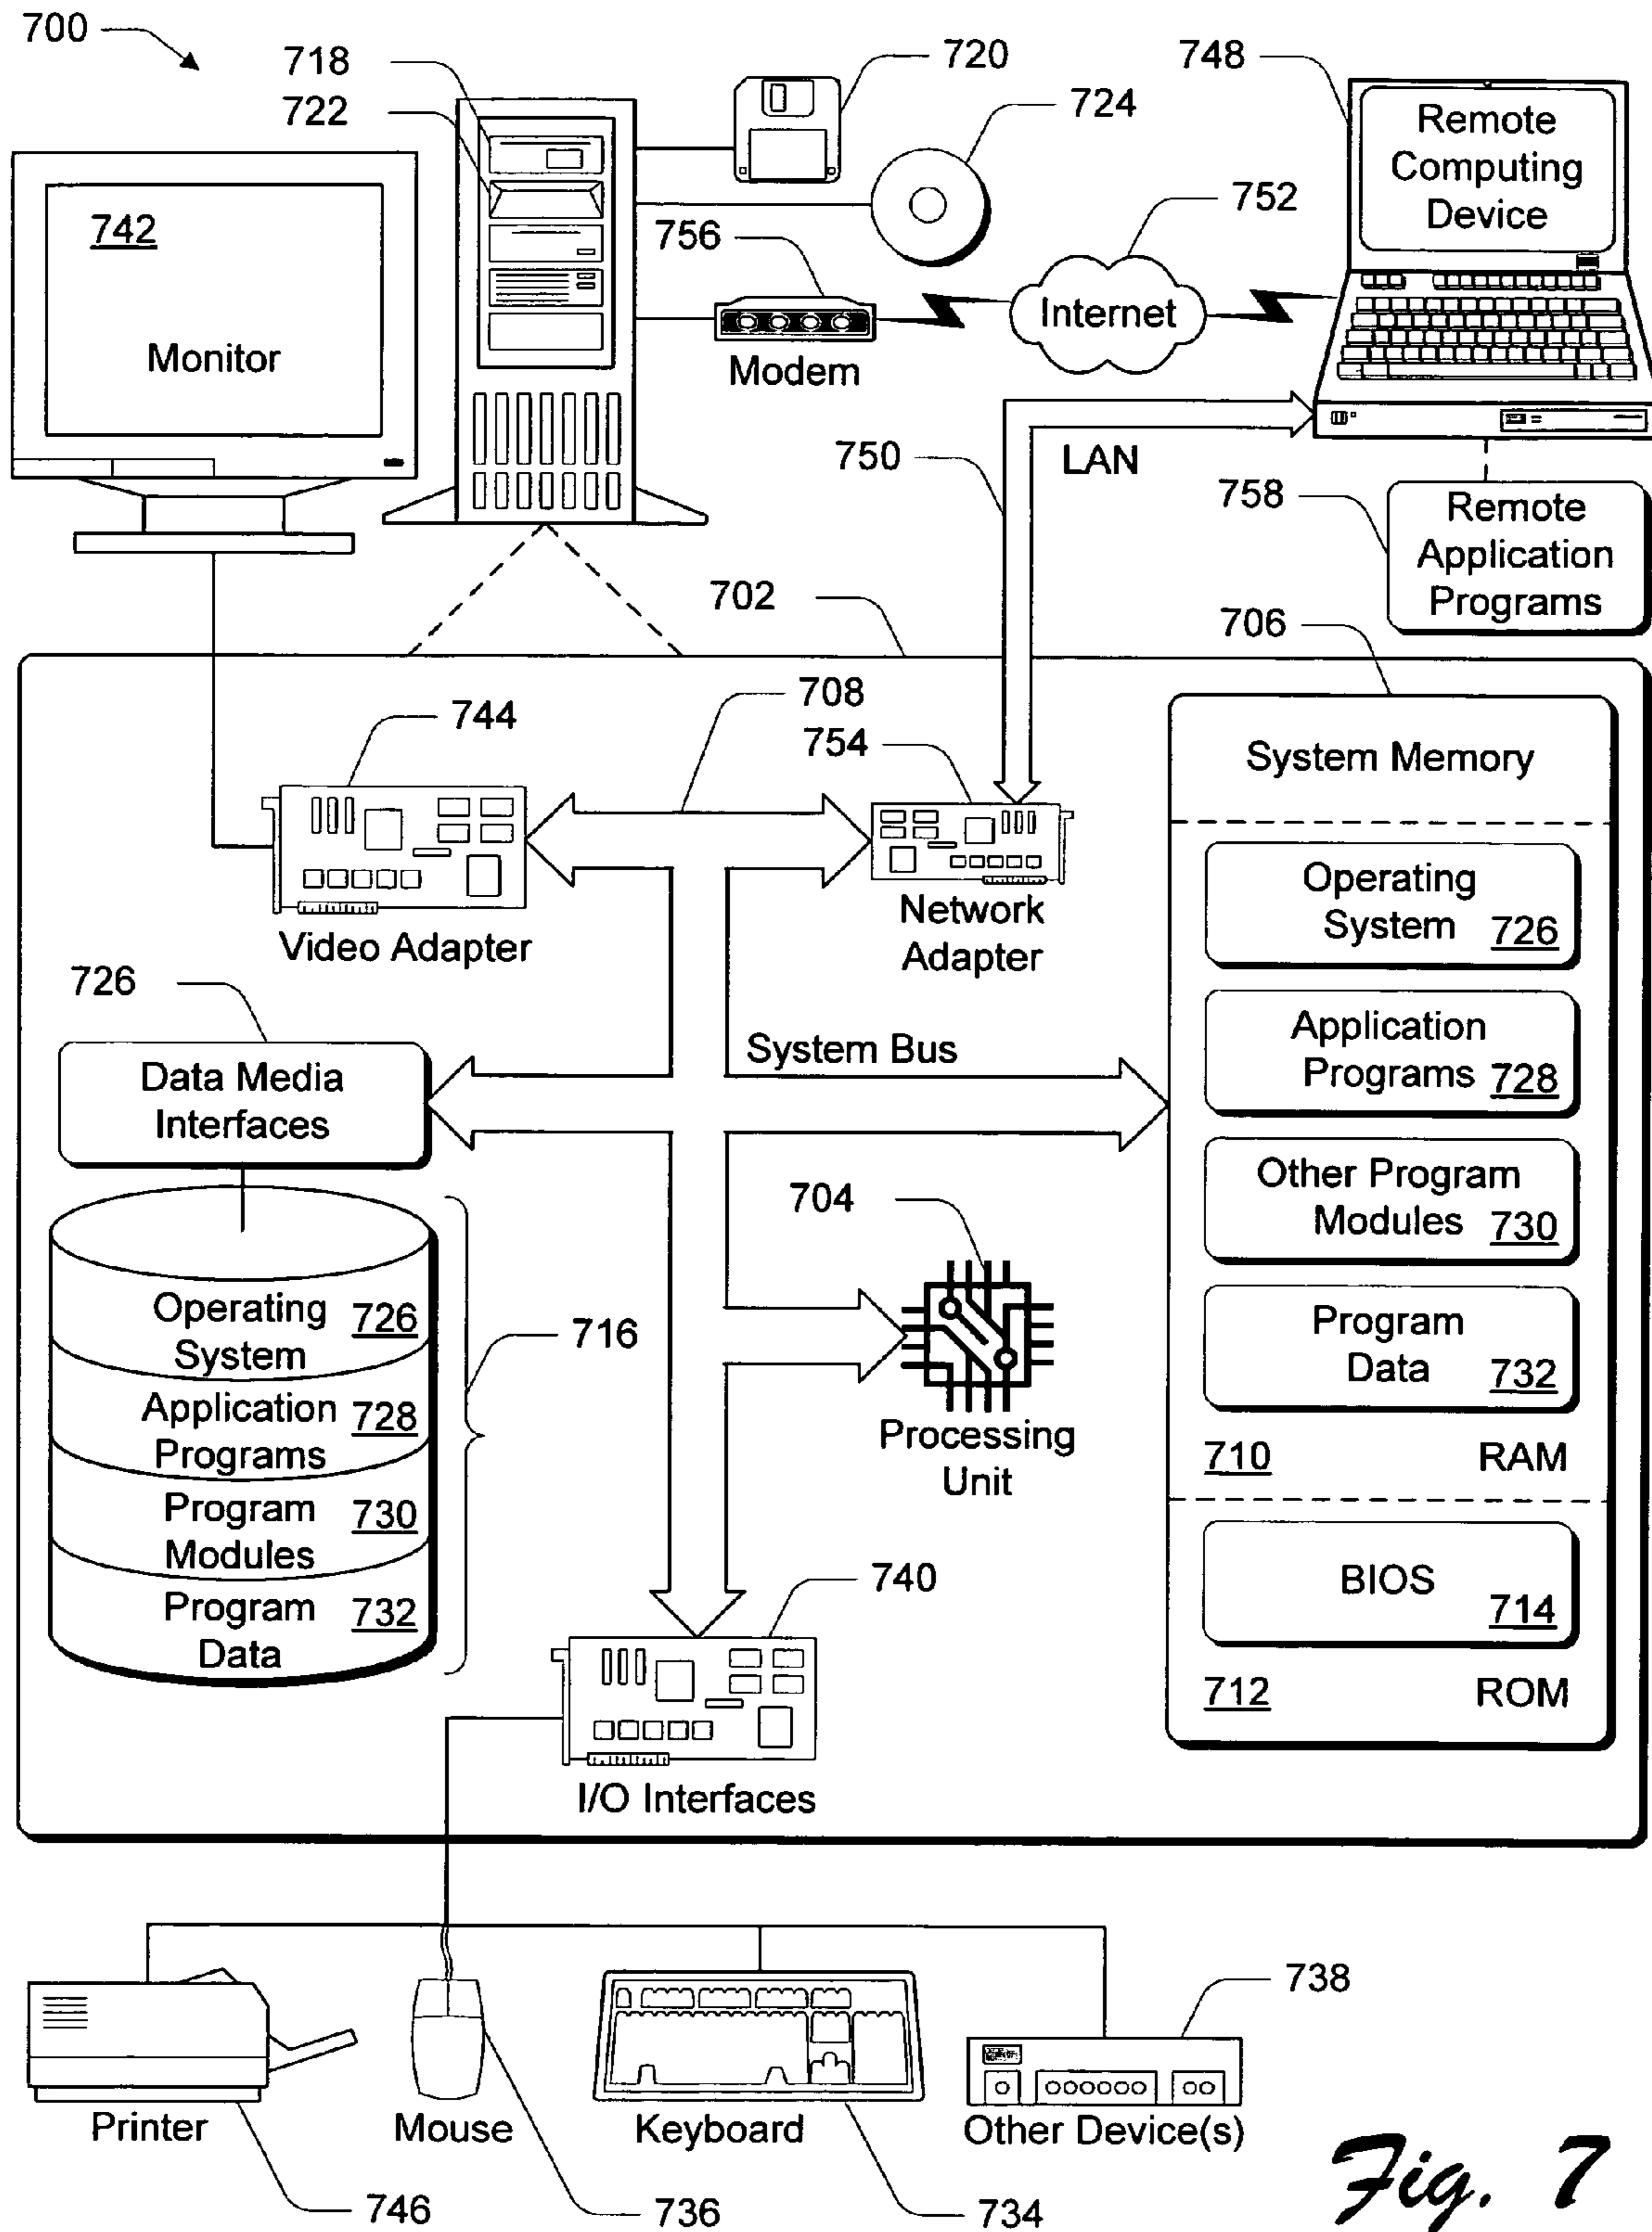 700
718
722
720
724
748
Remote
Computing
Device
742
Monitor
756
Modem
752
Internet
750
LAN
758
Remote
Application
Programs
702
706
708
744
754
Video Adapter
Network
Adapter
System Memory
Operating
System 726
Application
Programs 728
Other Program
Modules 730
Program
Data 732
710 RAM
BIOS
714
712 ROM
726
Data Media
Interfaces
System Bus
704
Processing
Unit
Operating
System 726
Application
Programs 728
Program
Modules 730
Program
Data 732
716
740
I/O Interfaces
738
Printer
Mouse
Keyboard
Other Device(s)
746
736
734
Fig. 7